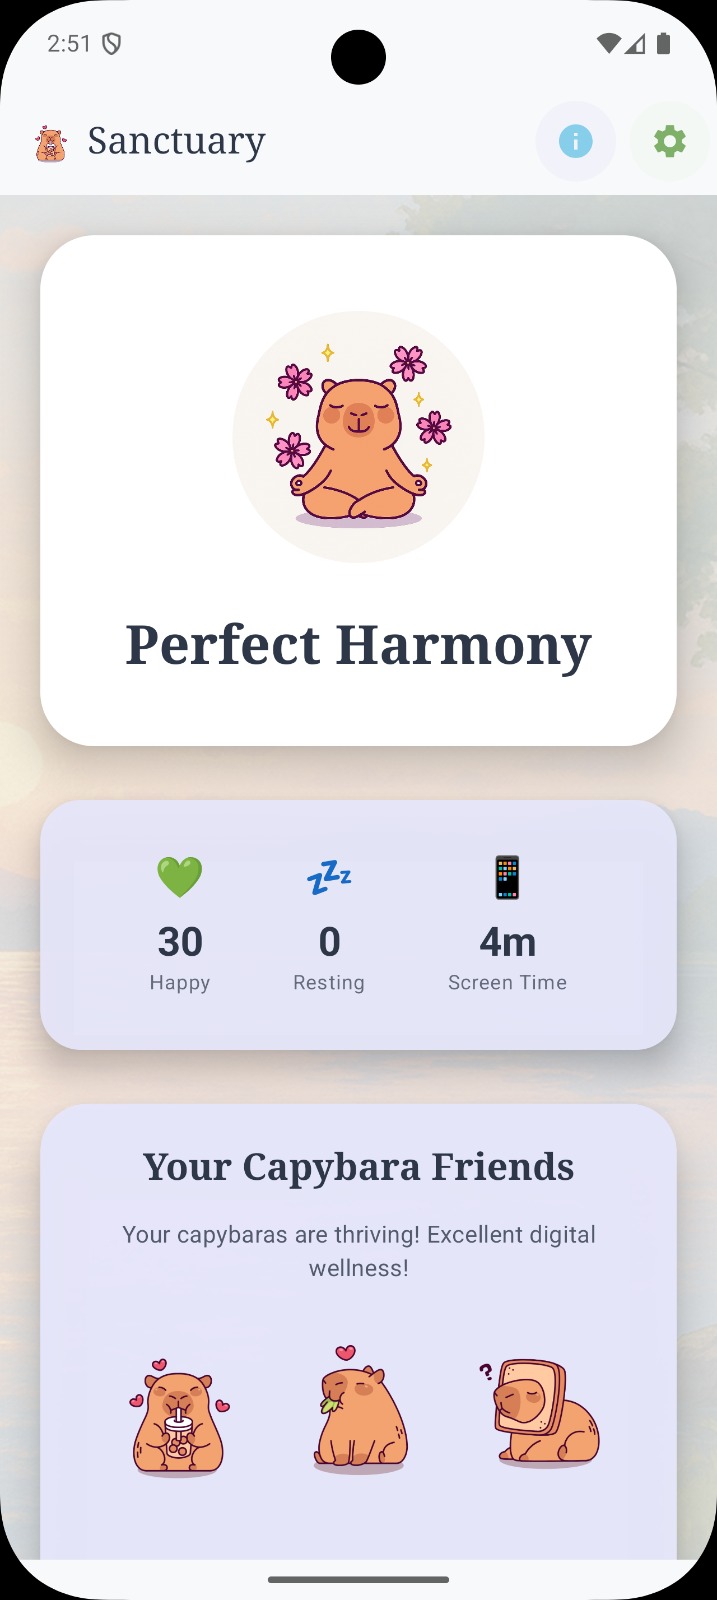 2:51
Sanctuary
Perfect Harmony
30
Happy
0
Resting
4m
Screen Time
Your Capybara Friends
Your capybaras are thriving! Excellent digital
wellness!